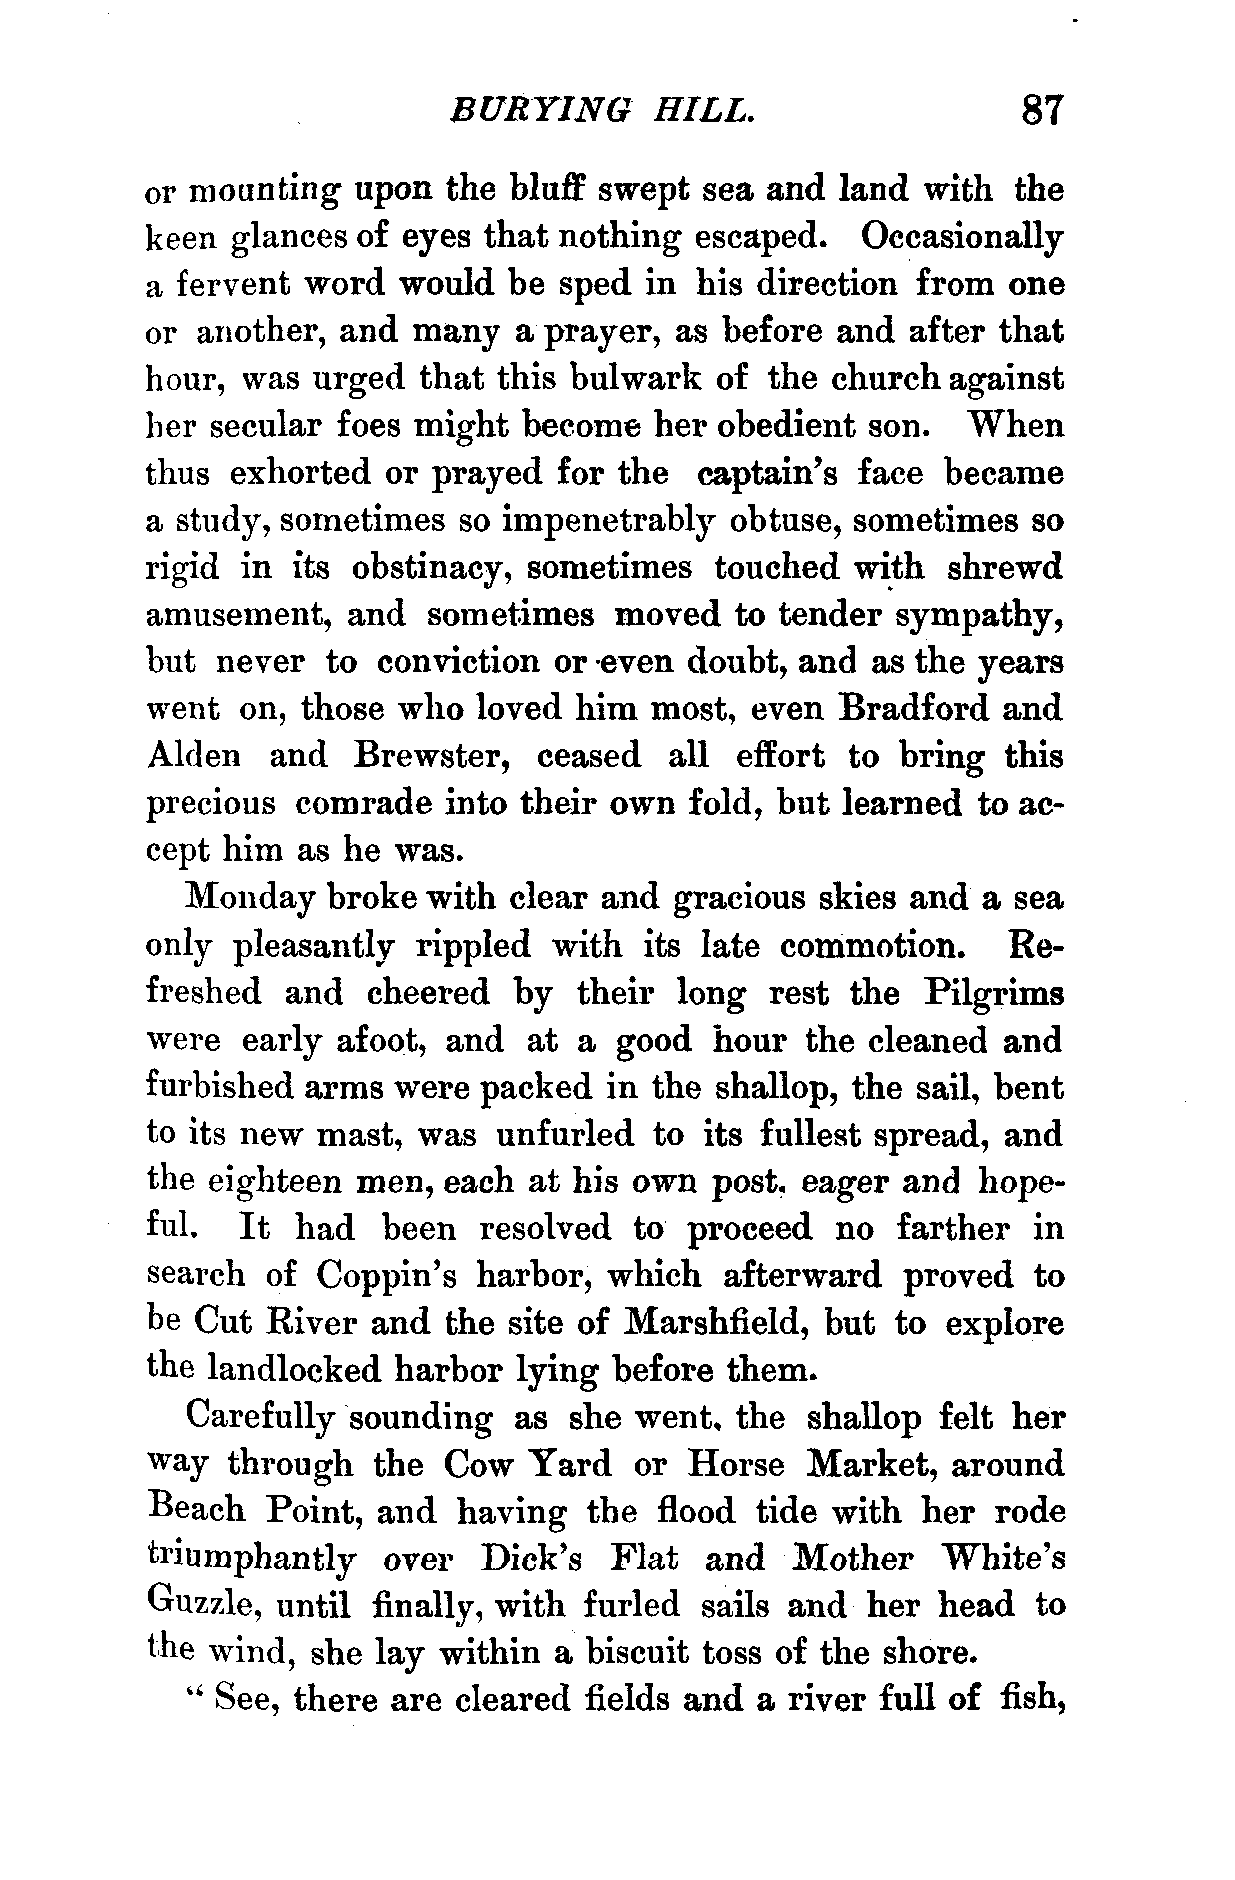 BURYING HILL. 87
or mounting upon the bluff swept sea and land with the
keen glances of eyes that nothing escaped. Occasionally
a fervent word would be sped in his direction from one
or another, and many a prayer, as before and after that
hour, was urged that this bulwark of the church against
her secular foes might become her obedient son. When
thus exhorted or prayed for the captain's face became
a study, sometimes so impenetrably obtuse, sometimes so
rigid in its obstinacy, sometimes touched with shrewd
amusement, and sometimes moved to tender sympathy,
but never to conviction or even doubt, and as the years
went on, those who loved him most, even Bradford and
Alden and Brewster, ceased all effort to bring this
precious comrade into their own fold, but learned to ac-
cept him as he was.
Monday broke with clear and gracious skies and a sea
only pleasantly rippled with its late commotion. Re-
freshed and cheered by their long rest the Pilgrims
were early afoot, and at a good hour the cleaned and
furbished arms were packed in the shallop, the sail, bent
to its new mast, was unfurled to its fullest spread, and
the eighteen men, each at his own post, eager and hope-
ful. It had been resolved to proceed no farther in
search of Coppin's harbor, which afterward proved to
be Cut River and the site of Marshfield, but to explore
the landlocked harbor lying before them.
Carefully sounding as she went, the shallop felt her
way through the Cow Yard or Horse Market, around
Beach Point, and having the flood tide with her rode
triumphantly over Dick's Flat and Mother White's
Guzzle, until finally, with furled sails and her head to
the wind, she lay within a biscuit toss of the shore.
"See, there are cleared fields and a river full of fish,